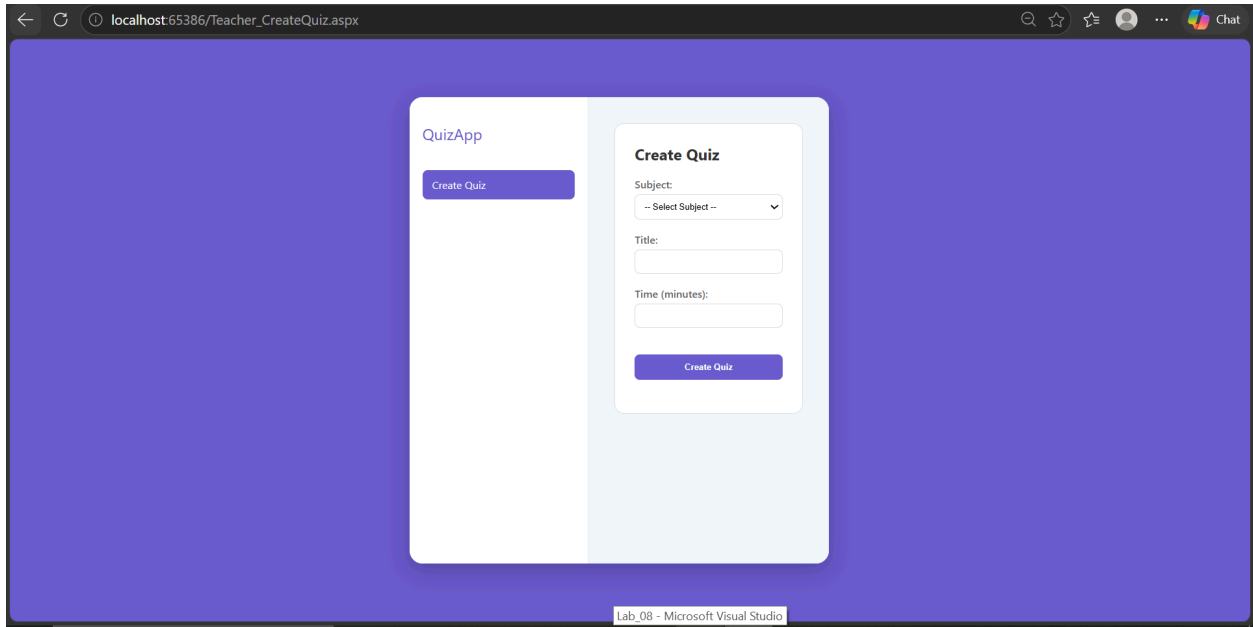 localhost:65386/Teacher_CreateQuiz.aspx
Chat
QuizApp
Create Quiz
Create Quiz
Subject:
-- Select Subject --
Title:
Time (minutes):
Create Quiz
Lab_08 - Microsoft Visual Studio